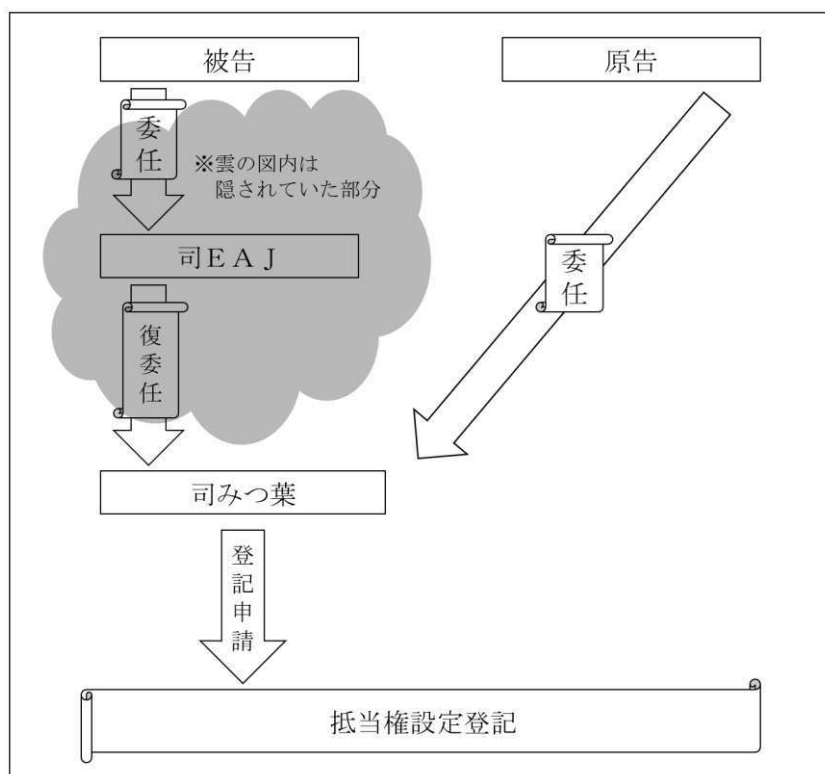 被告
原告
委任
※雲の図内は
隠されていた部分
司ＥＡＪ
委任
復委任
司みつ葉
登記申請
抵当権設定登記